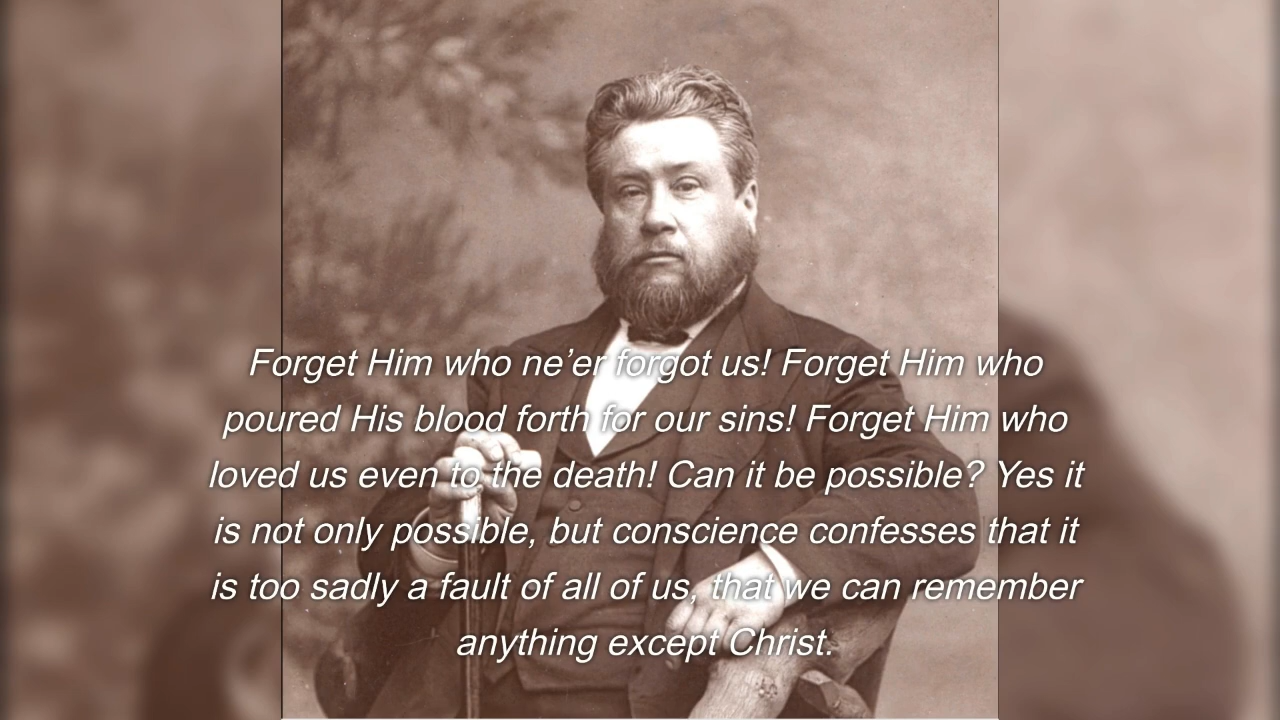 Forget Him who ne’er forgot us! Forget Him who
poured His blood forth for our sins! Forget Him who
loved us even to the death! Can it be possible? Yes it
is not only possible, but conscience confesses that it
is too sadly a fault of all of us, that we can remember
anything except Christ.